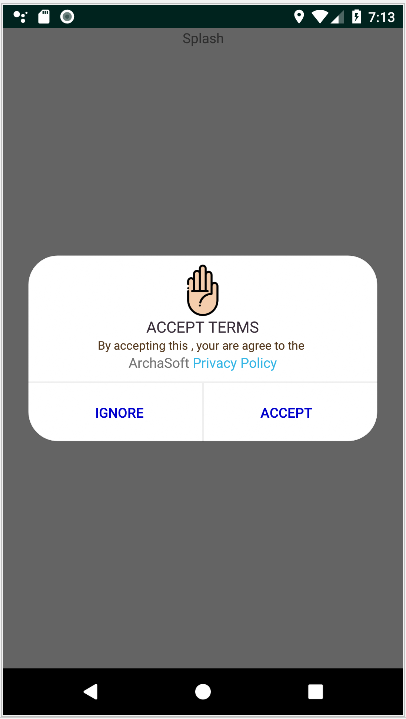 7:13
Splash
ACCEPT TERMS
By accepting this , your are agree to the
ArchaSoft Privacy Policy
IGNORE
ACCEPT